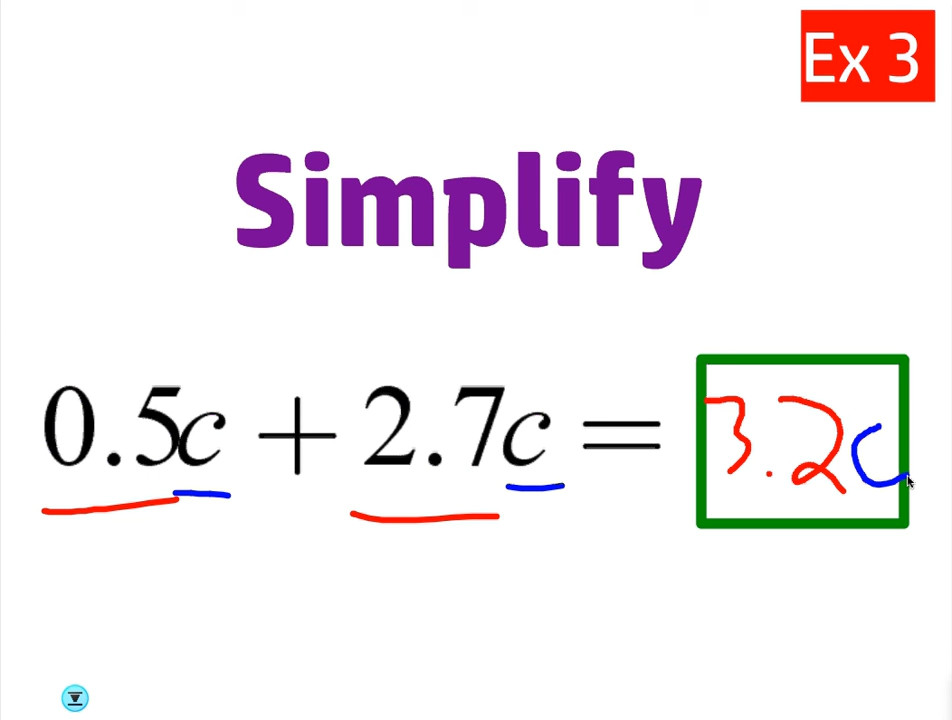 Ex 3
Simplify
0.5c + 2.7c = 3.2c